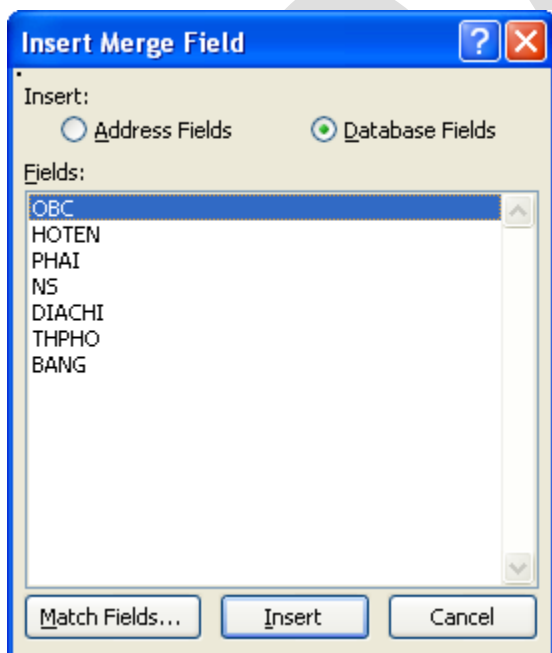 Insert Merge Field
Insert:
Address Fields Database Fields
Fields:
OBC
HOTEN
PHAI
NS
DIACHI
THPHO
BANG
Match Fields... Insert Cancel